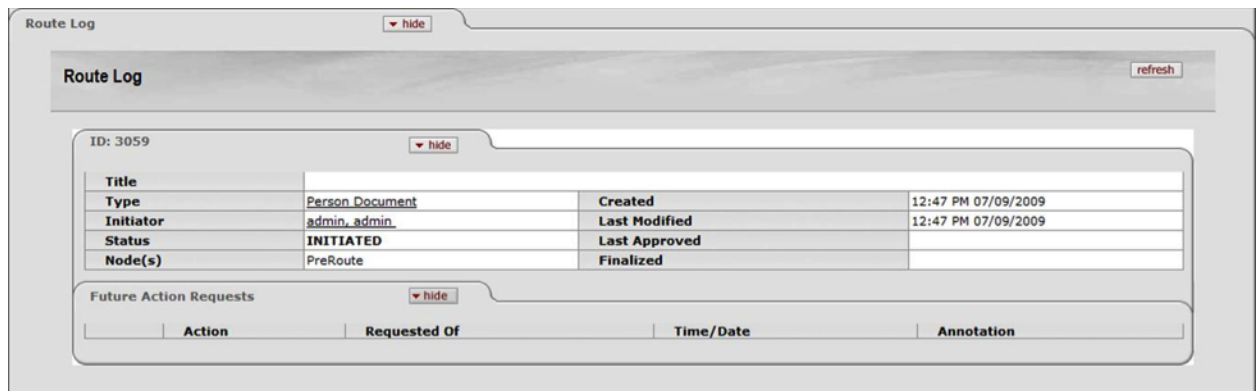 Route Log
hide
Route Log
refresh
ID: 3059
hide
Title
Type Person Document Created 12:47 PM 07/09/2009
Initiator admin, admin Last Modified 12:47 PM 07/09/2009
Status INITIATED Last Approved
Node(s) PreRoute Finalized
Future Action Requests
hide
Action Requested Of Time/Date Annotation